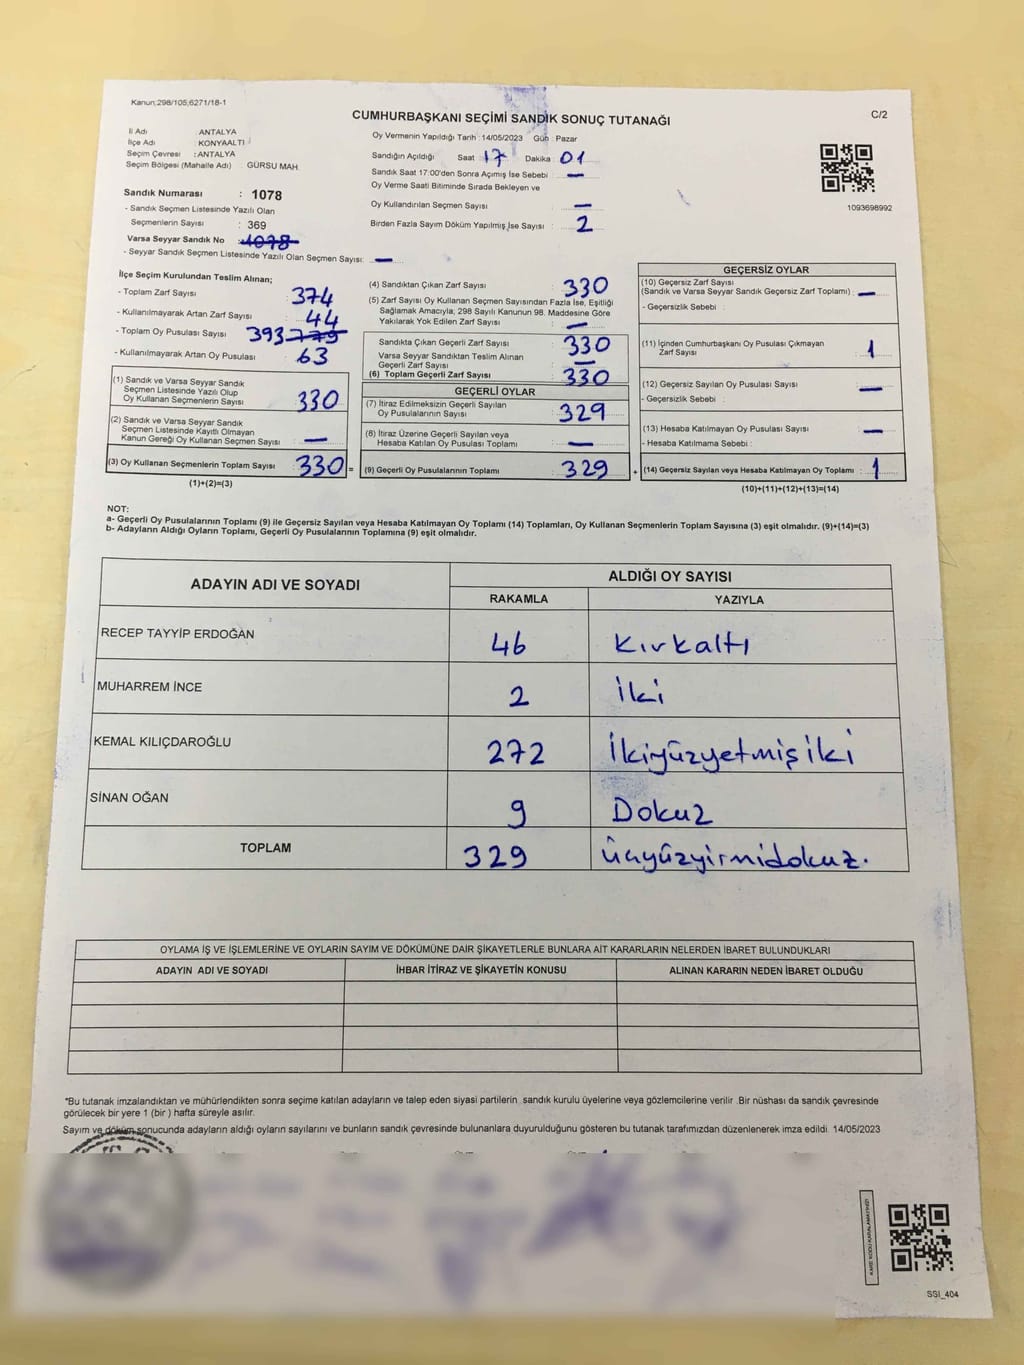 Kanun;298/105;6271/18-1
CUMHURBAŞKANI SEÇİMİ SANDIK SONUÇ TUTANAĞI
C/2
İl Adı ANTALYA
İlçe Adı : KONYAALTI
Seçim Çevresi : ANTALYA
Seçim Bölgesi (Mahalle Adı) GÜRSU MAH.
Sandık Numarası : 1078
- Sandık Seçmen Listesinde Yazılı Olan
Seçmenlerin Sayısı : 369
Varsa Seyyar Sandık No : 1078
- Seyyar Sandık Seçmen Listesinde Yazılı Olan Seçmen Sayısı: —
Oy Vermenin Yapıldığı Tarih : 14/05/2023 Gün : Pazar
Sandığın Açıldığı Saat : 17 Dakika : 01
Sandık Saat 17:00'den Sonra Açımış İse Sebebi : —
Oy Verme Saati Bitiminde Sırada Bekleyen ve
Oy Kullandırılan Seçmen Sayısı : —
Birden Fazla Sayım Döküm Yapılmış İse Sayısı : 2
1093698992
İlçe Seçim Kurulundan Teslim Alınan;
- Toplam Zarf Sayısı : 374
- Kullanılmayarak Artan Zarf Sayısı : 44
- Toplam Oy Pusulası Sayısı 393
- Kullanılmayarak Artan Oy Pusulası : 63
(1) Sandık ve Varsa Seyyar Sandık
Seçmen Listesinde Yazılı Olup
Oy Kullanan Seçmenlerin Sayısı : 330
(2) Sandık ve Varsa Seyyar Sandık
Seçmen Listesinde Kayıtlı Olmayan
Kanun Gereği Oy Kullanan Seçmen Sayısı : —
(3) Oy Kullanan Seçmenlerin Toplam Sayısı : 330 =
(1)+(2)=(3)
(4) Sandıktan Çıkan Zarf Sayısı : 330
(5) Zarf Sayısı Oy Kullanan Seçmen Sayısından Fazla İse, Eşitliği
Sağlamak Amacıyla, 298 Sayılı Kanunun 98. Maddesine Göre
Yakılarak Yok Edilen Zarf Sayısı : —
Sandıkta Çıkan Geçerli Zarf Sayısı : 330
Varsa Seyyar Sandıktan Teslim Alınan
Geçerli Zarf Sayısı : —
(6) Toplam Geçerli Zarf Sayısı : 330
GEÇERLİ OYLAR
(7) İtiraz Edilmeksizin Geçerli Sayılan
Oy Pusulalarının Sayısı : 329
(8) İtiraz Üzerine Geçerli Sayılan veya
Hesaba Katılan Oy Pusulası Toplamı : —
(9) Geçerli Oy Pusulalarının Toplamı : 329 +
GEÇERSİZ OYLAR
(10) Geçersiz Zarf Sayısı
(Sandık ve Varsa Seyyar Sandık Geçersiz Zarf Toplamı) : —
- Geçersizlik Sebebi :
(11) İçinden Cumhurbaşkanı Oy Pusulası Çıkmayan
Zarf Sayısı : 1
(12) Geçersiz Sayılan Oy Pusulası Sayısı : —
- Geçersizlik Sebebi :
(13) Hesaba Katılmayan Oy Pusulası Sayısı : —
- Hesaba Katılmama Sebebi :
(14) Geçersiz Sayılan veya Hesaba Katılmayan Oy Toplamı : 1
(10)+(11)+(12)+(13)=(14)
NOT:
a- Geçerli Oy Pusulalarının Toplamı (9) ile Geçersiz Sayılan veya Hesaba Katılmayan Oy Toplamı (14) Toplamları, Oy Kullanan Seçmenlerin Toplam Sayısına (3) eşit olmalıdır. (9)+(14)=(3)
b- Adayların Aldığı Oyların Toplamı, Geçerli Oy Pusulalarının Toplamına (9) eşit olmalıdır.
ADAYIN ADI VE SOYADI ALDIĞI OY SAYISI
RAKAMLA YAZIYLA
RECEP TAYYİP ERDOĞAN 46 Kırkaltı
MUHARREM İNCE 2 İki
KEMAL KILIÇDAROĞLU 272 İkiyüzyetmişiki
SİNAN OĞAN 9 Dokuz
TOPLAM 329 üçyüzyirmidokuz.
OYLAMA İŞ VE İŞLEMLERİNE VE OYLARIN SAYIM VE DÖKÜMÜNE DAİR ŞİKAYETLERLE BUNLARA AİT KARARLARIN NELERDEN İBARET BULUNDUKLARI
ADAYIN ADI VE SOYADI İHBAR İTİRAZ VE ŞİKAYETİN KONUSU ALINAN KARARIN NEDEN İBARET OLDUĞU
*Bu tutanak imzalandıktan ve mühürlendikten sonra seçime katılan adayların ve talep eden siyasi partilerin sandık kurulu üyelerine veya gözlemcilerine verilir .Bir nüshası da sandık çevresinde
görülecek bir yere 1 (bir ) hafta süreyle asılır.
Sayım ve döküm sonucunda adayların aldığı oyların sayılarını ve bunların sandık çevresinde bulunanlara duyurulduğunu gösteren bu tutanak tarafımızdan düzenlenerek imza edildi. 14/05/2023
KARE KODU KARALAMAYINIZ!
SSI_404